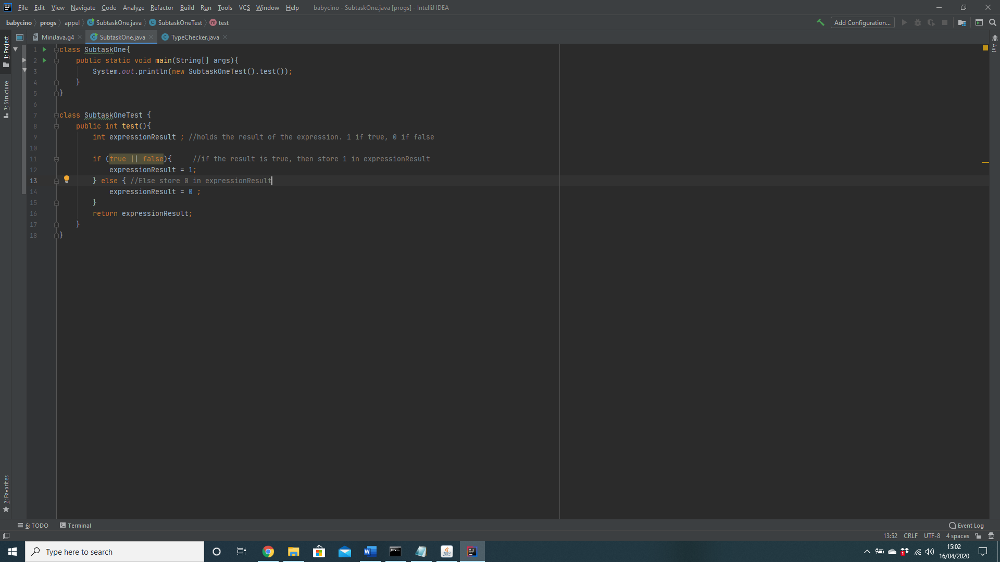 File Edit View Navigate Code Analyze Refactor Build Run Tools VCS Window Help babycino - SubtaskOne.java [progs] - IntelliJ IDEA
babycino progs appel SubtaskOne.java SubtaskOneTest test Add Configuration...
MiniJava.g4 SubtaskOne.java TypeChecker.java
1: Project
7: Structure
2: Favorites
Ant
1 class SubtaskOne{
2 public static void main(String[] args){
3 System.out.println(new SubtaskOneTest().test());
4 }
5 }
6
7 class SubtaskOneTest {
8 public int test(){
9 int expressionResult ; //holds the result of the expression. 1 if true, 0 if false
10
11 if (true || false){ //if the result is true, then store 1 in expressionResult
12 expressionResult = 1;
13 } else { //Else store 0 in expressionResult
14 expressionResult = 0 ;
15 }
16 return expressionResult;
17 }
18 }
6: TODO Terminal Event Log
13:52 CRLF UTF-8 4 spaces
Type here to search
15:02
16/04/2020